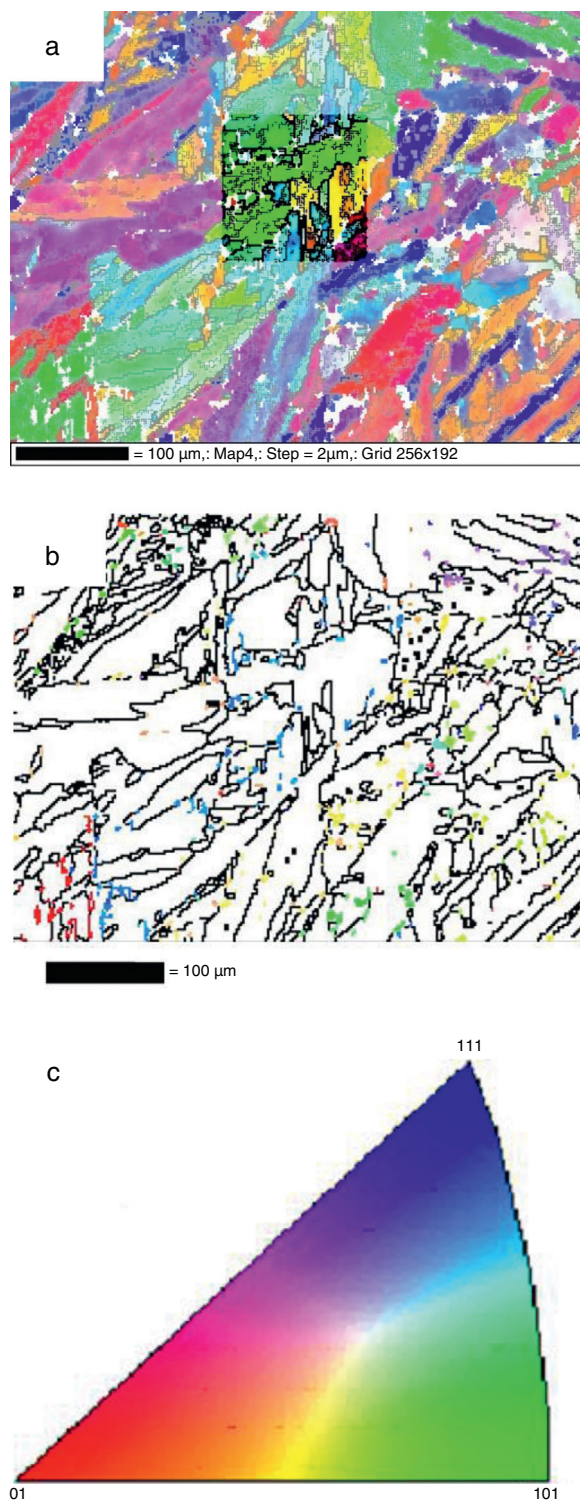 a
= 100 µm,: Map4,: Step = 2µm,: Grid 256x192
b
= 100 µm
c
111
01
101